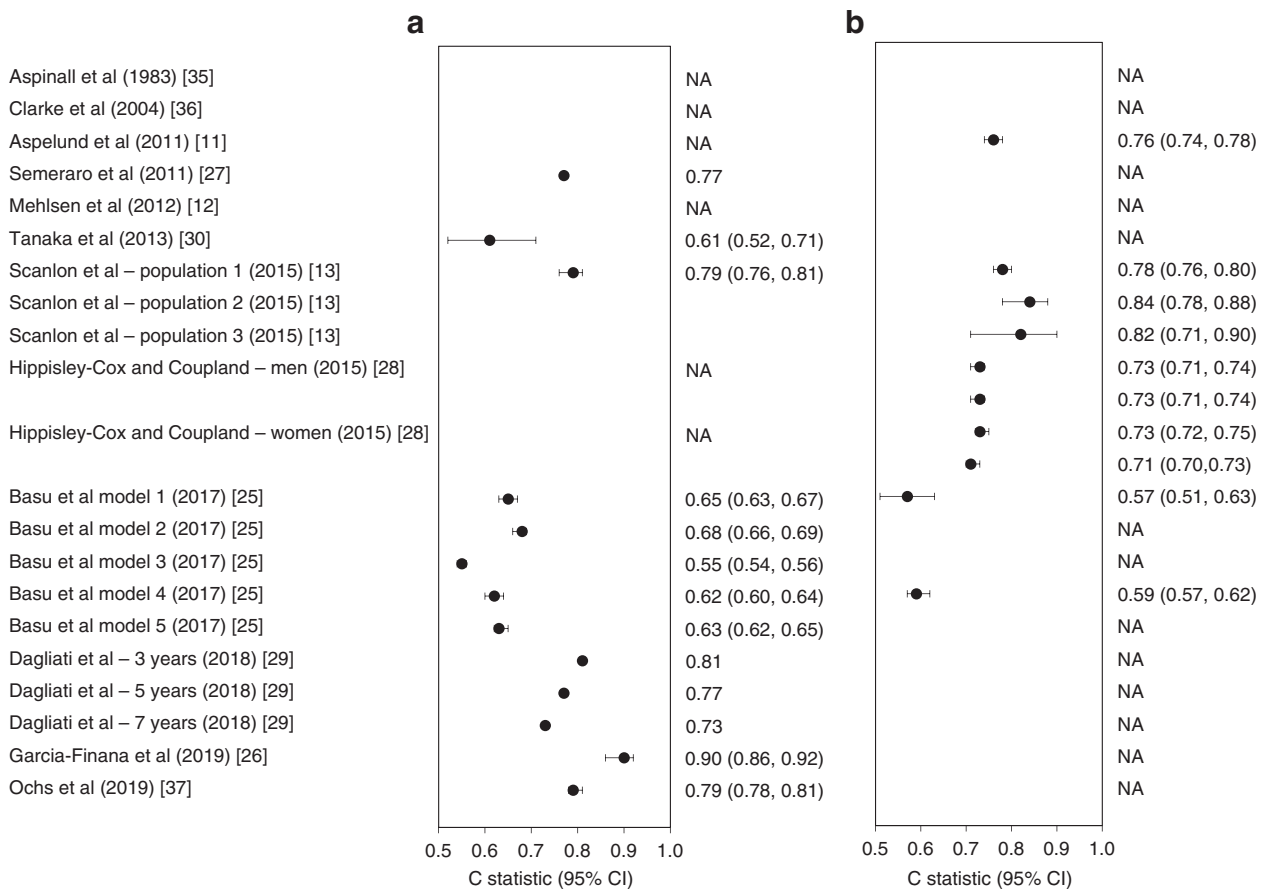 a b
Aspinall et al (1983) [35] NA NA
Clarke et al (2004) [36] NA NA
Aspelund et al (2011) [11] NA 0.76 (0.74, 0.78)
Semeraro et al (2011) [27] 0.77 NA
Mehlsen et al (2012) [12] NA NA
Tanaka et al (2013) [30] 0.61 (0.52, 0.71) NA
Scanlon et al – population 1 (2015) [13] 0.79 (0.76, 0.81) 0.78 (0.76, 0.80)
Scanlon et al – population 2 (2015) [13] 0.84 (0.78, 0.88)
Scanlon et al – population 3 (2015) [13] 0.82 (0.71, 0.90)
Hippisley-Cox and Coupland – men (2015) [28] NA 0.73 (0.71, 0.74)
0.73 (0.71, 0.74)
Hippisley-Cox and Coupland – women (2015) [28] NA 0.73 (0.72, 0.75)
0.71 (0.70,0.73)
Basu et al model 1 (2017) [25] 0.65 (0.63, 0.67) 0.57 (0.51, 0.63)
Basu et al model 2 (2017) [25] 0.68 (0.66, 0.69) NA
Basu et al model 3 (2017) [25] 0.55 (0.54, 0.56) NA
Basu et al model 4 (2017) [25] 0.62 (0.60, 0.64) 0.59 (0.57, 0.62)
Basu et al model 5 (2017) [25] 0.63 (0.62, 0.65) NA
Dagliati et al – 3 years (2018) [29] 0.81 NA
Dagliati et al – 5 years (2018) [29] 0.77 NA
Dagliati et al – 7 years (2018) [29] 0.73 NA
Garcia-Finana et al (2019) [26] 0.90 (0.86, 0.92) NA
Ochs et al (2019) [37] 0.79 (0.78, 0.81) NA
0.5 0.6 0.7 0.8 0.9 1.0 0.5 0.6 0.7 0.8 0.9 1.0
C statistic (95% CI) C statistic (95% CI)